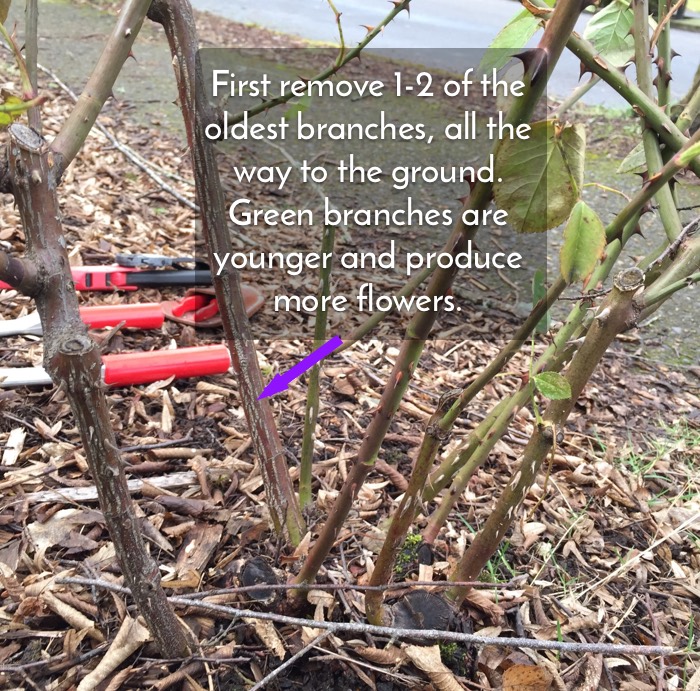 First remove 1-2 of the
oldest branches, all the
way to the ground.
Green branches are
younger and produce
more flowers.